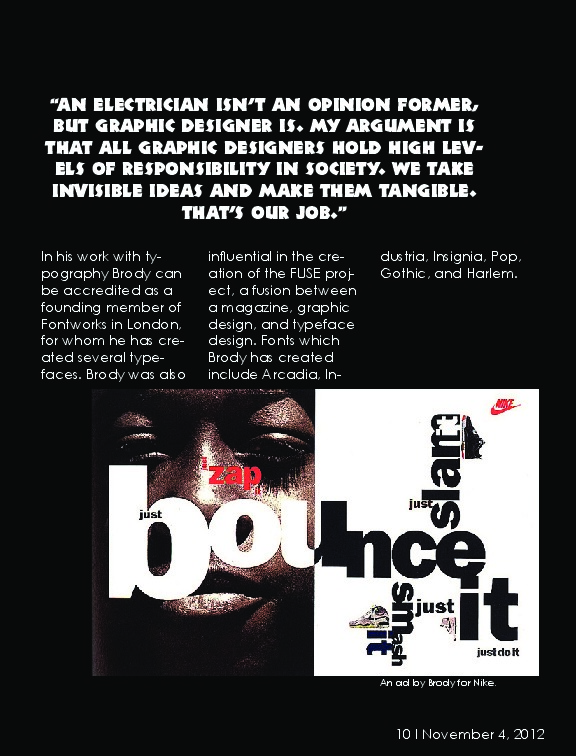 "AN ELECTRICIAN ISN'T AN OPINION FORMER,
BUT GRAPHIC DESIGNER IS. MY ARGUMENT IS
THAT ALL GRAPHIC DESIGNERS HOLD HIGH LEV-
ELS OF RESPONSIBILITY IN SOCIETY. WE TAKE
INVISIBLE IDEAS AND MAKE THEM TANGIBLE.
THAT'S OUR JOB."
In his work with ty-
pography Brody can
be accredited as a
founding member of
Fontworks in London,
for whom he has cre-
ated several type-
faces. Brody was also
influential in the cre-
ation of the FUSE proj-
ect, a fusion between
a magazine, graphic
design, and typeface
design. Fonts which
Brody has created
include Arcadia, In-
dustria, Insignia, Pop,
Gothic, and Harlem.
NIKE
just
slam
it
just
zap
it
just
bounce
it
just
smash
it
just do it
An ad by Brody for Nike.
10 | November 4, 2012